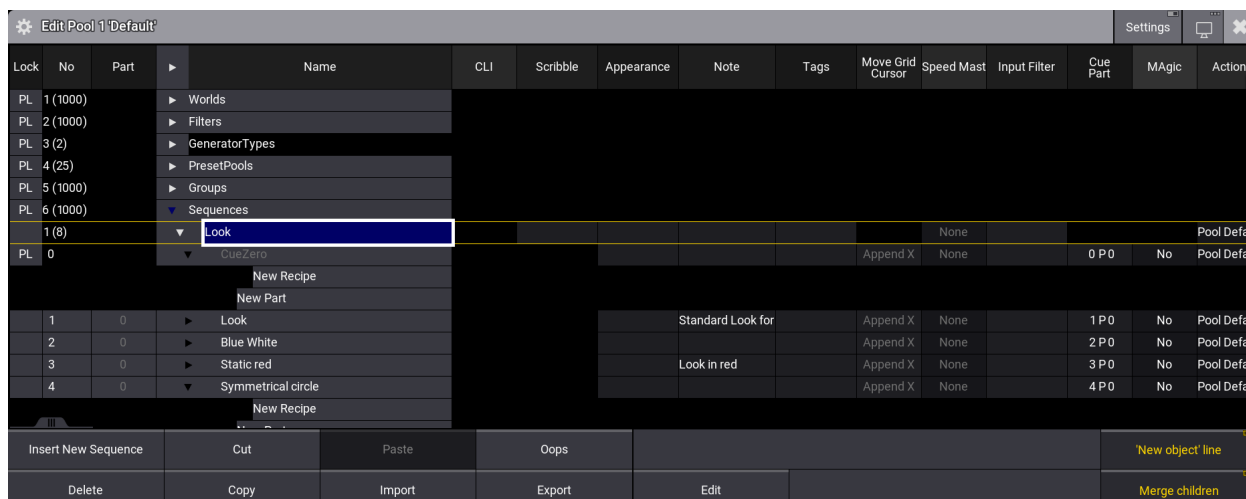 Edit Pool 1 'Default' Settings
Lock No Part Name CLI Scribble Appearance Note Tags Move Grid Cursor Speed Mast Input Filter Cue Part MAgic Action
PL 1 (1000) Worlds
PL 2 (1000) Filters
PL 3 (2) GeneratorTypes
PL 4 (25) PresetPools
PL 5 (1000) Groups
PL 6 (1000) Sequences
1 (8) Look None Pool Defa
PL 0 CueZero Append X None 0 P 0 No Pool Defa
New Recipe
New Part
1 0 Look Standard Look for Append X None 1 P 0 No Pool Defa
2 0 Blue White Append X None 2 P 0 No Pool Defa
3 0 Static red Look in red Append X None 3 P 0 No Pool Defa
4 0 Symmetrical circle Append X None 4 P 0 No Pool Defa
New Recipe
Insert New Sequence Cut Paste Oops 'New object' line
Delete Copy Import Export Edit Merge children